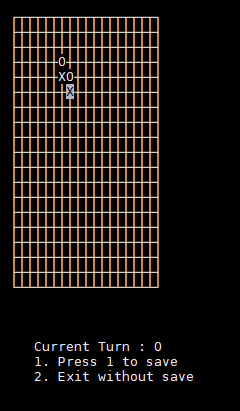 O
XO
X
Current Turn : O
1. Press 1 to save
2. Exit without save